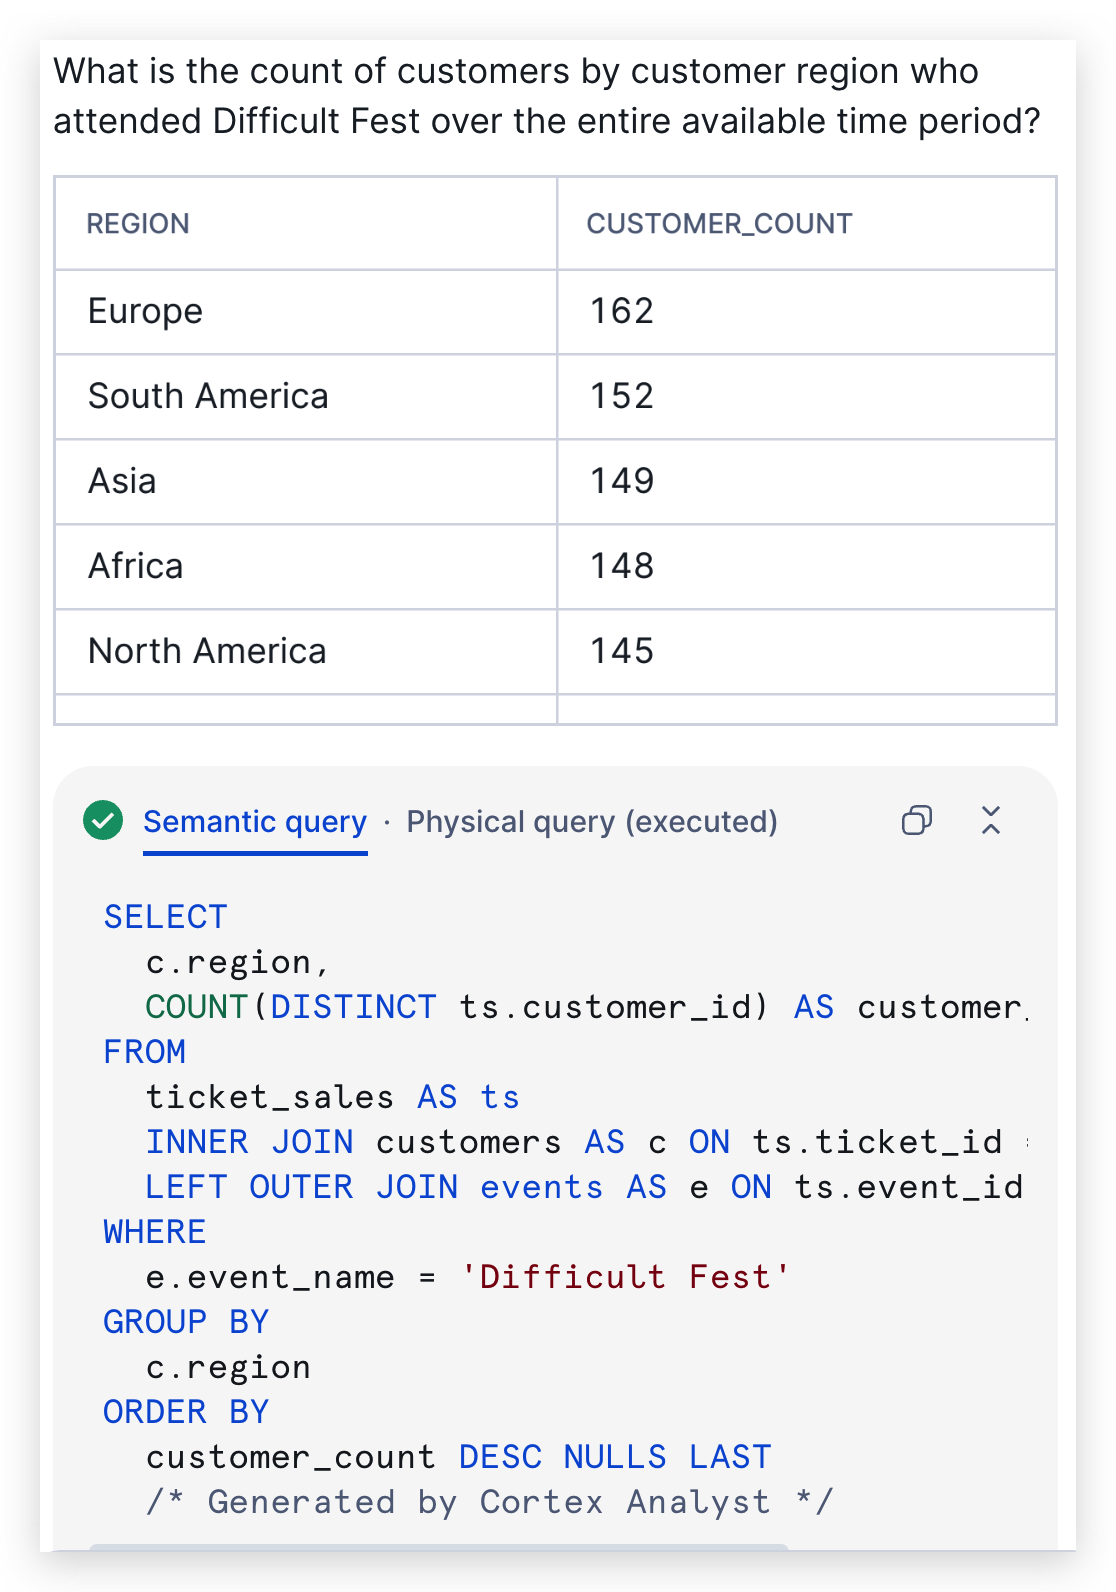 What is the count of customers by customer region who
attended Difficult Fest over the entire available time period?
REGION CUSTOMER_COUNT
Europe 162
South America 152
Asia 149
Africa 148
North America 145
Semantic query · Physical query (executed)
SELECT
c.region,
COUNT(DISTINCT ts.customer_id) AS customer
FROM
ticket_sales AS ts
INNER JOIN customers AS c ON ts.ticket_id
LEFT OUTER JOIN events AS e ON ts.event_id
WHERE
e.event_name = 'Difficult Fest'
GROUP BY
c.region
ORDER BY
customer_count DESC NULLS LAST
/* Generated by Cortex Analyst */